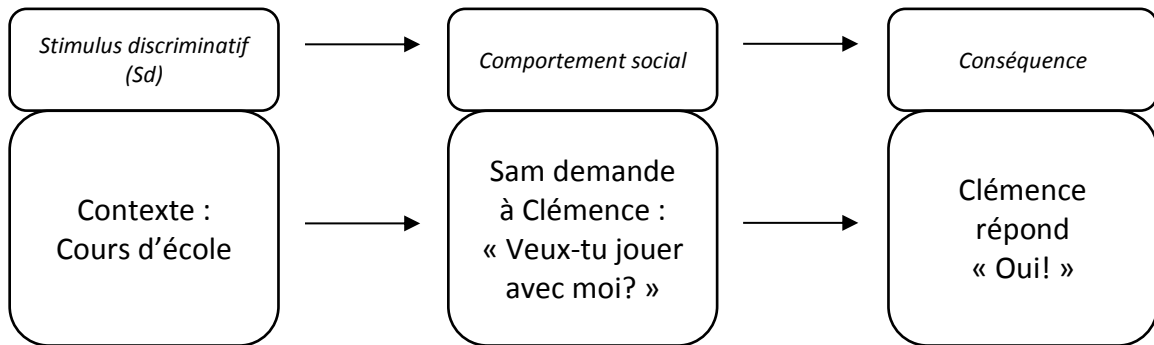 Stimulus discriminatif
(Sd)
Comportement social
Conséquence
Contexte :
Cours d’école
Sam demande
à Clémence :
« Veux-tu jouer
avec moi? »
Clémence
répond
« Oui! »